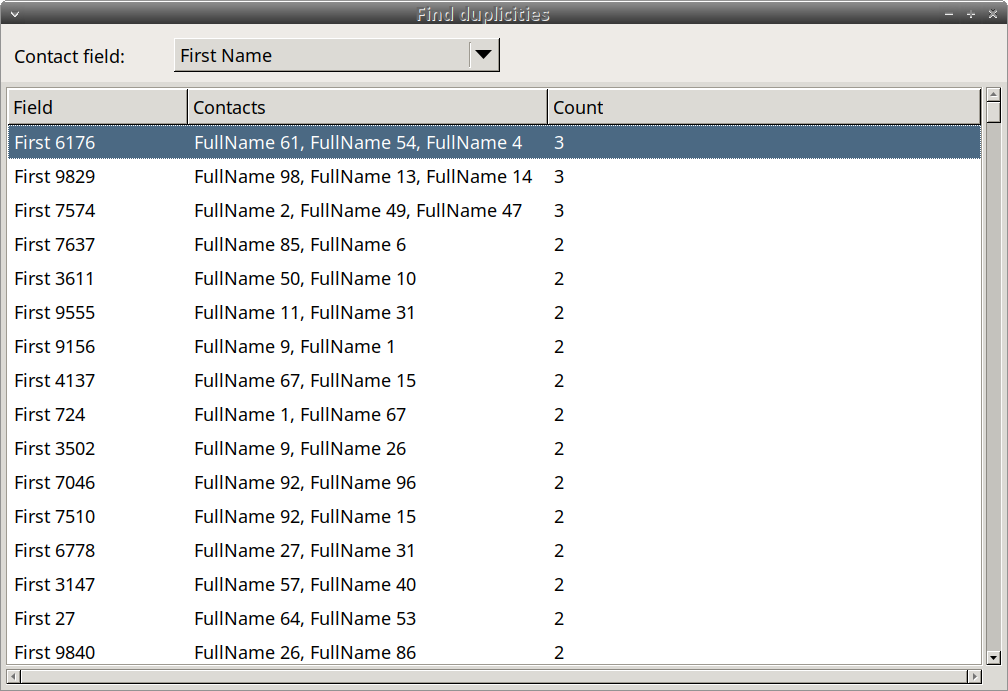 Find duplicities
Contact field: First Name
Field Contacts Count
First 6176 FullName 61, FullName 54, FullName 4 3
First 9829 FullName 98, FullName 13, FullName 14 3
First 7574 FullName 2, FullName 49, FullName 47 3
First 7637 FullName 85, FullName 6 2
First 3611 FullName 50, FullName 10 2
First 9555 FullName 11, FullName 31 2
First 9156 FullName 9, FullName 1 2
First 4137 FullName 67, FullName 15 2
First 724 FullName 1, FullName 67 2
First 3502 FullName 9, FullName 26 2
First 7046 FullName 92, FullName 96 2
First 7510 FullName 92, FullName 15 2
First 6778 FullName 27, FullName 31 2
First 3147 FullName 57, FullName 40 2
First 27 FullName 64, FullName 53 2
First 9840 FullName 26, FullName 86 2